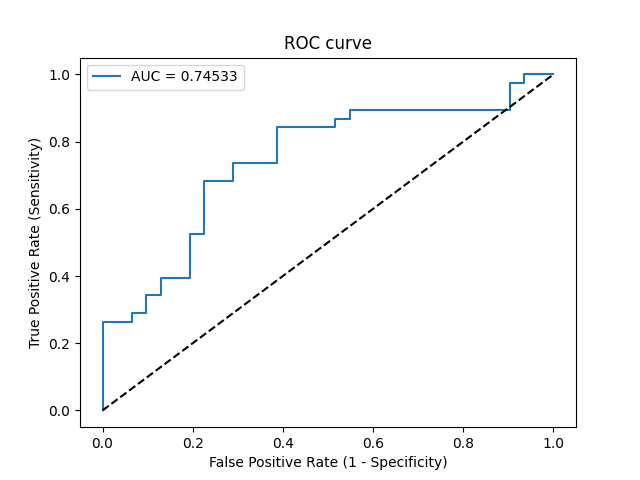 ROC curve
AUC = 0.74533
True Positive Rate (Sensitivity)
1.0
0.8
0.6
0.4
0.2
0.0
0.0 0.2 0.4 0.6 0.8 1.0
False Positive Rate (1 - Specificity)